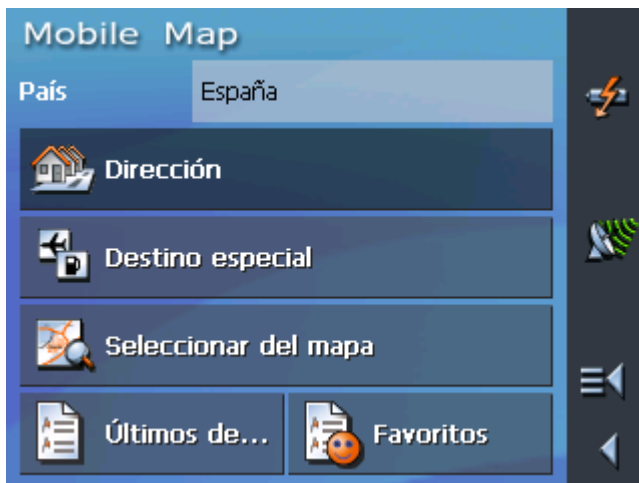 Mobile Map
País España
Dirección
Destino especial
Seleccionar del mapa
Últimos de... Favoritos